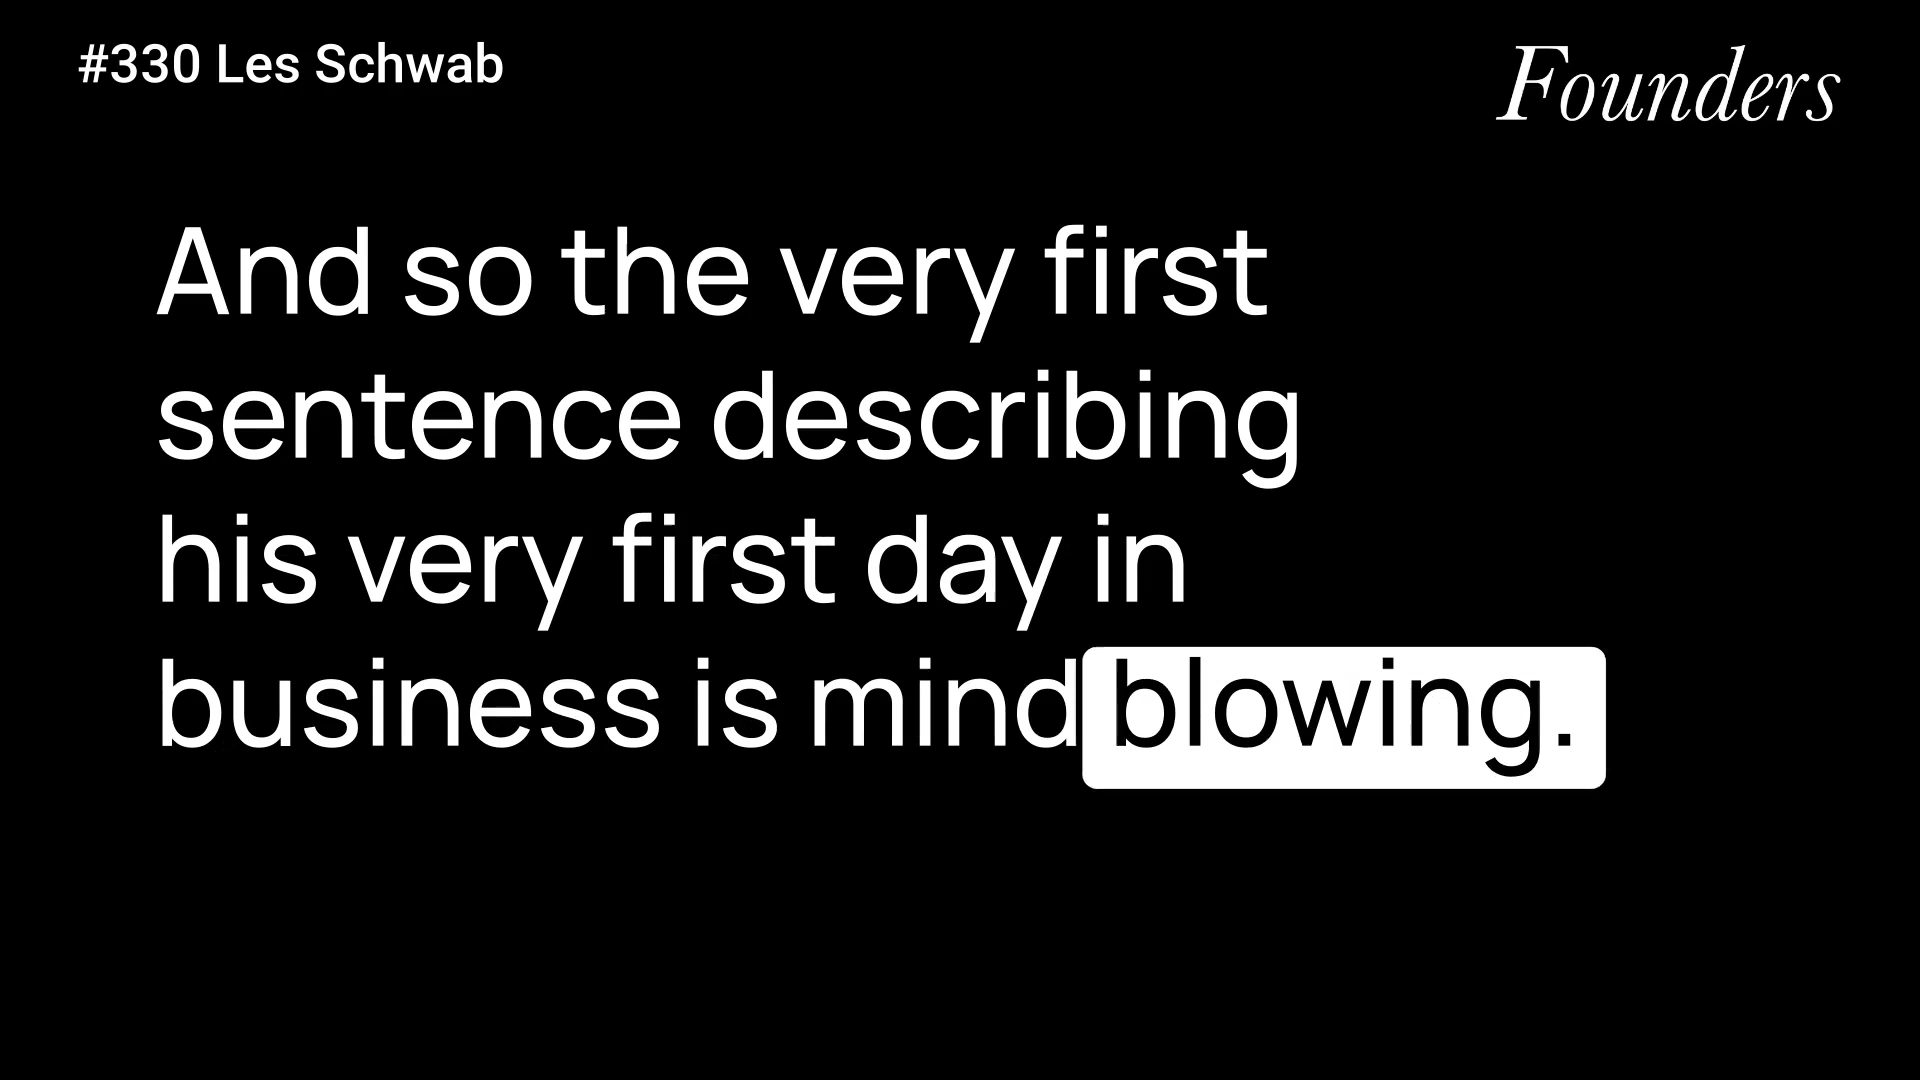 #330 Les Schwab
Founders
And so the very first
sentence describing
his very first day in
business is mind blowing.